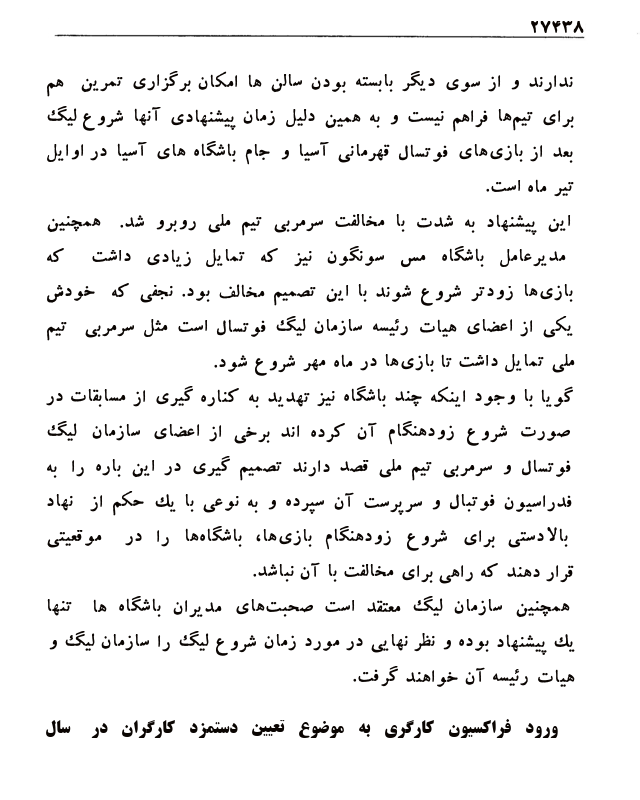 ۲۷۴۳۸
ندارند و از سوی دیگر بابسته بودن سالن ها امکان برگزاری تمرین هم
برای تیم‌ها فراهم نیست و به همین دلیل زمان پیشنهادی آنها شروع لیگ
بعد از بازی‌های فوتسال قهرمانی آسیا و جام باشگاه های آسیا در اوایل
تیر ماه است.
این پیشنهاد به شدت با مخالفت سرمربی تیم ملی روبرو شد. همچنین
مدیرعامل باشگاه مس سونگون نیز که تمایل زیادی داشت که
بازی‌ها زودتر شروع شوند با این تصمیم مخالف بود. نجفی که خودش
یکی از اعضای هیات رئیسه سازمان لیگ فوتسال است مثل سرمربی تیم
ملی تمایل داشت تا بازی‌ها در ماه مهر شروع شود.
گویا با وجود اینکه چند باشگاه نیز تهدید به کناره گیری از مسابقات در
صورت شروع زودهنگام آن کرده اند برخی از اعضای سازمان لیگ
فوتسال و سرمربی تیم ملی قصد دارند تصمیم گیری در این باره را به
فدراسیون فوتبال و سرپرست آن سپرده و به نوعی با یك حکم از نهاد
بالادستی برای شروع زودهنگام بازی‌ها، باشگاه‌ها را در موقعیتی
قرار دهند که راهی برای مخالفت با آن نباشد.
همچنین سازمان لیگ معتقد است صحبت‌های مدیران باشگاه ها تنها
یك پیشنهاد بوده و نظر نهایی در مورد زمان شروع لیگ را سازمان لیگ و
هیات رئیسه آن خواهند گرفت.
ورود فراکسیون کارگری به موضوع تعیین دستمزد کارگران در سال